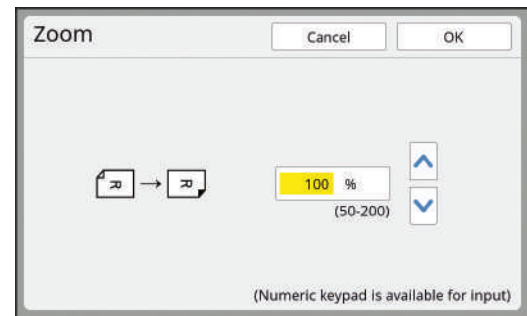 Zoom
Cancel
OK
R → R
100 %
(50-200)
(Numeric keypad is available for input)